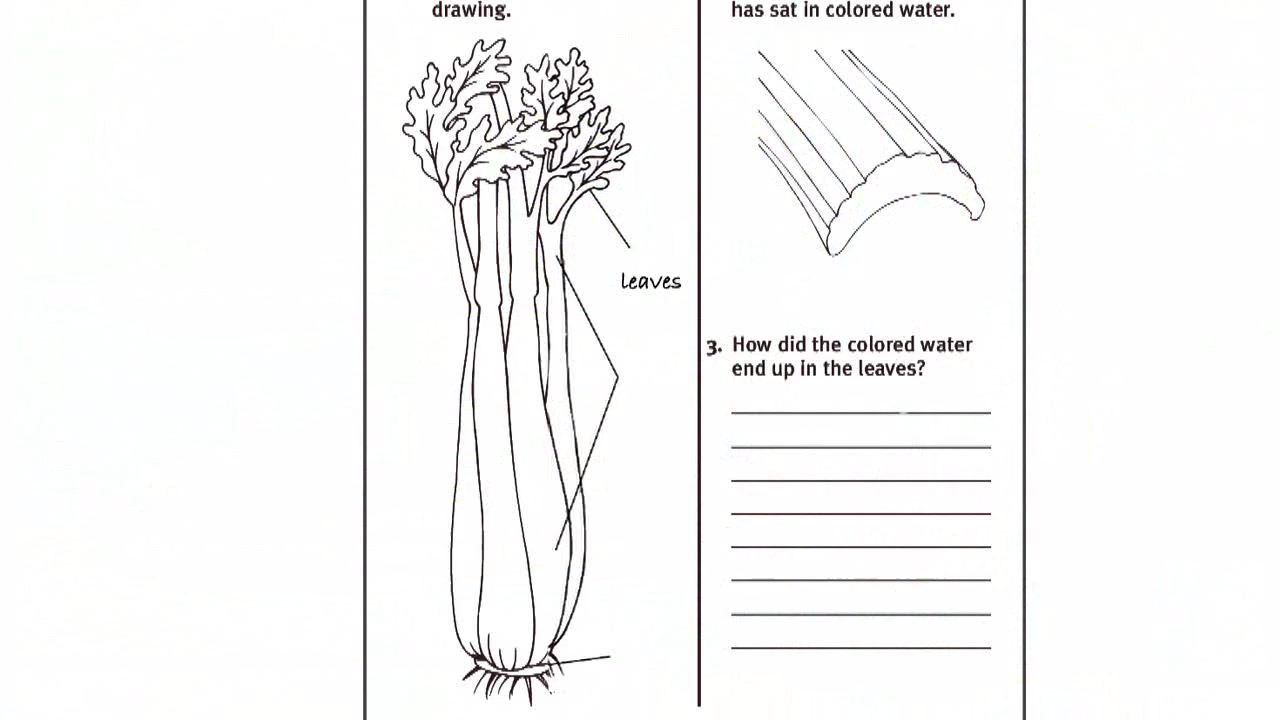 drawing.
leaves
has sat in colored water.
3. How did the colored water
end up in the leaves?